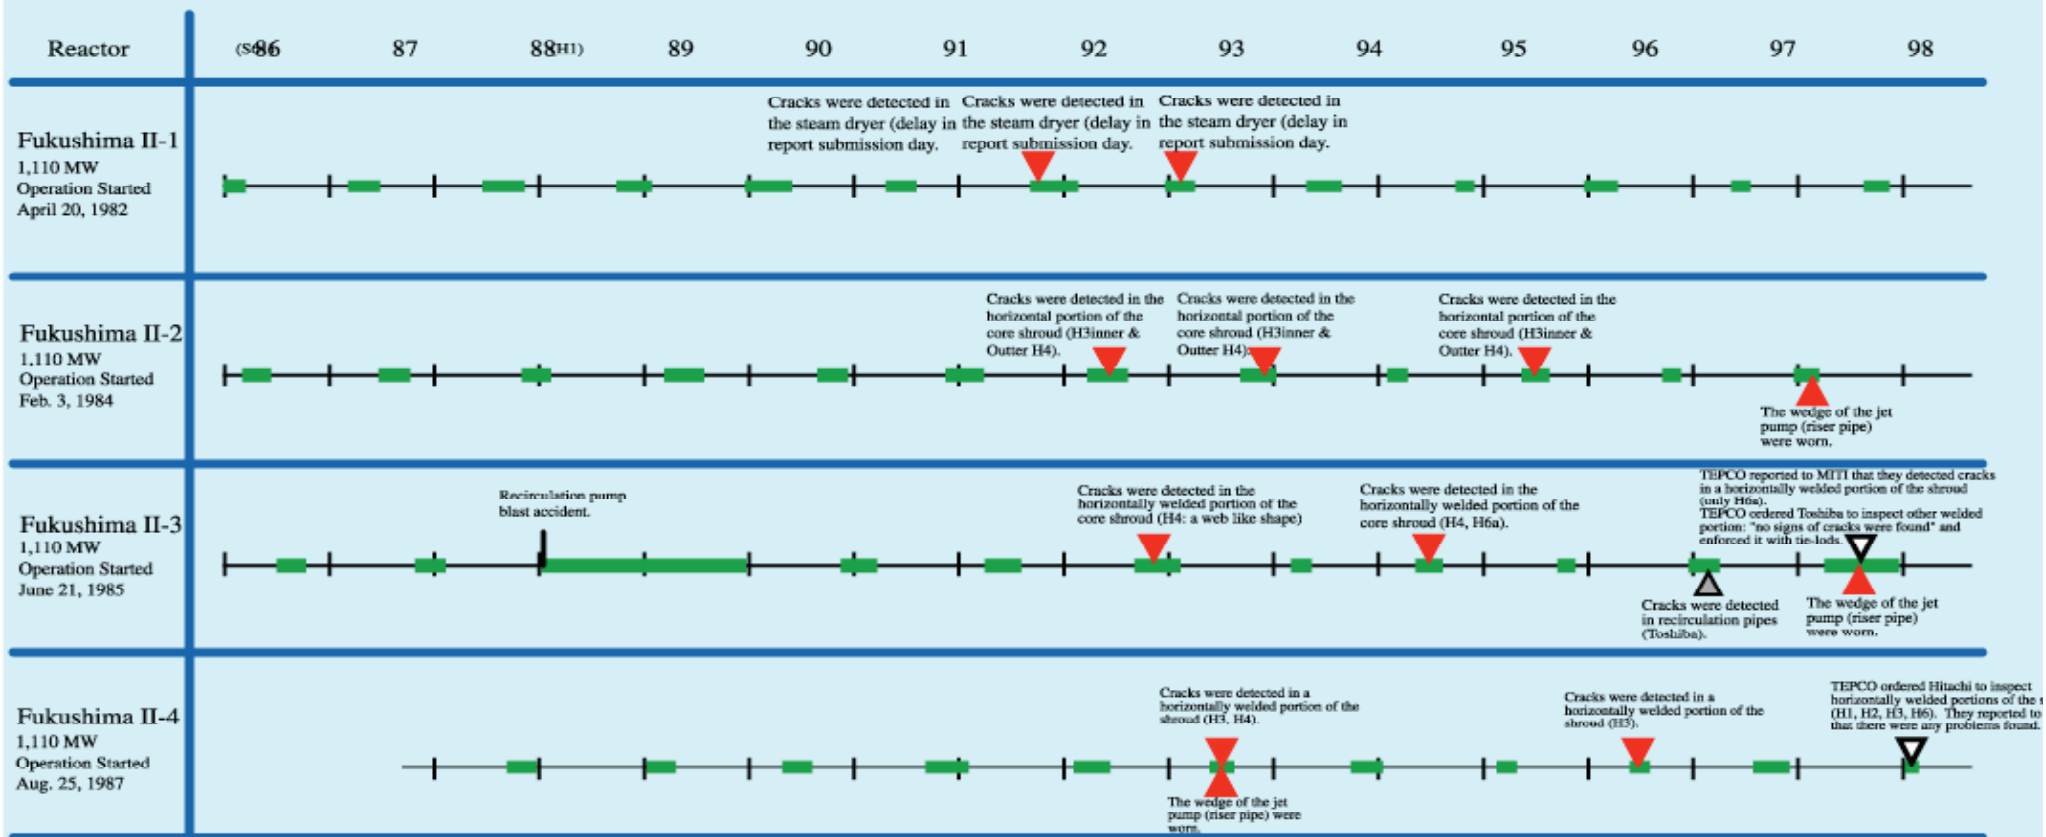 Reactor 86 87 88 (H1) 89 90 91 92 93 94 95 96 97 98
Fukushima II-1
1,110 MW
Operation Started
April 20, 1982
Cracks were detected in
the steam dryer (delay in
report submission day.
Cracks were detected in
the steam dryer (delay in
report submission day.
Cracks were detected in
the steam dryer (delay in
report submission day.
Fukushima II-2
1,110 MW
Operation Started
Feb. 3, 1984
Cracks were detected in the
horizontal portion of the
core shroud (H3inner &
Outter H4).
Cracks were detected in the
horizontal portion of the
core shroud (H3inner &
Outter H4).
Cracks were detected in the
horizontal portion of the
core shroud (H3inner &
Outter H4).
The wedge of the jet
pump (riser pipe)
were worn.
Fukushima II-3
1,110 MW
Operation Started
June 21, 1985
Recirculation pump
blast accident.
Cracks were detected in the
horizontally welded portion of the
core shroud (H4: a web like shape)
Cracks were detected in the
horizontally welded portion of the
core shroud (H4, H6a).
TEPCO reported to MITI that they detected cracks
in a horizontally welded portion of the shroud
(only H6a).
TEPCO ordered Toshiba to inspect other welded
portion: "no signs of cracks were found" and
enforced it with tie-lods.
Cracks were detected
in recirculation pipes
(Toshiba).
The wedge of the jet
pump (riser pipe)
were worn.
Fukushima II-4
1,110 MW
Operation Started
Aug. 25, 1987
Cracks were detected in a
horizontally welded portion of the
shroud (H3, H4).
The wedge of the jet
pump (riser pipe) were
worn.
Cracks were detected in a
horizontally welded portion of the
shroud (H3).
TEPCO ordered Hitachi to inspect
horizontally welded portions of the s
(H1, H2, H3, H6). They reported to
that there were any problems found.